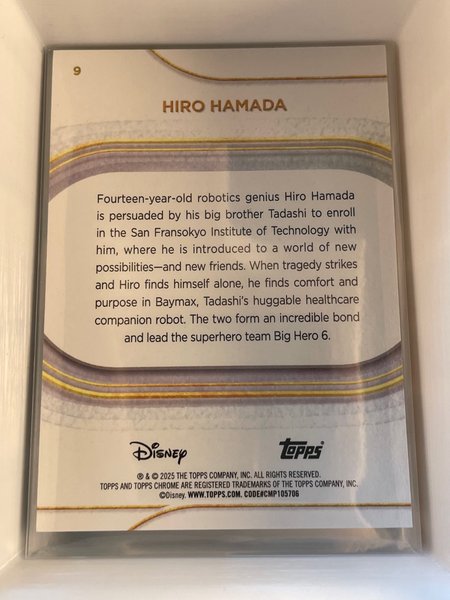 9
HIRO HAMADA
Fourteen-year-old robotics genius Hiro Hamada
is persuaded by his big brother Tadashi to enroll
in the San Fransokyo Institute of Technology with
him, where he is introduced to a world of new
possibilities—and new friends. When tragedy strikes
and Hiro finds himself alone, he finds comfort and
purpose in Baymax, Tadashi's huggable healthcare
companion robot. The two form an incredible bond
and lead the superhero team Big Hero 6.
Disney topps
® & © 2025 THE TOPPS COMPANY, INC. ALL RIGHTS RESERVED.
TOPPS AND TOPPS CHROME ARE REGISTERED TRADEMARKS OF THE TOPPS COMPANY, INC.
©Disney. WWW.TOPPS.COM. CODE#CMP105706